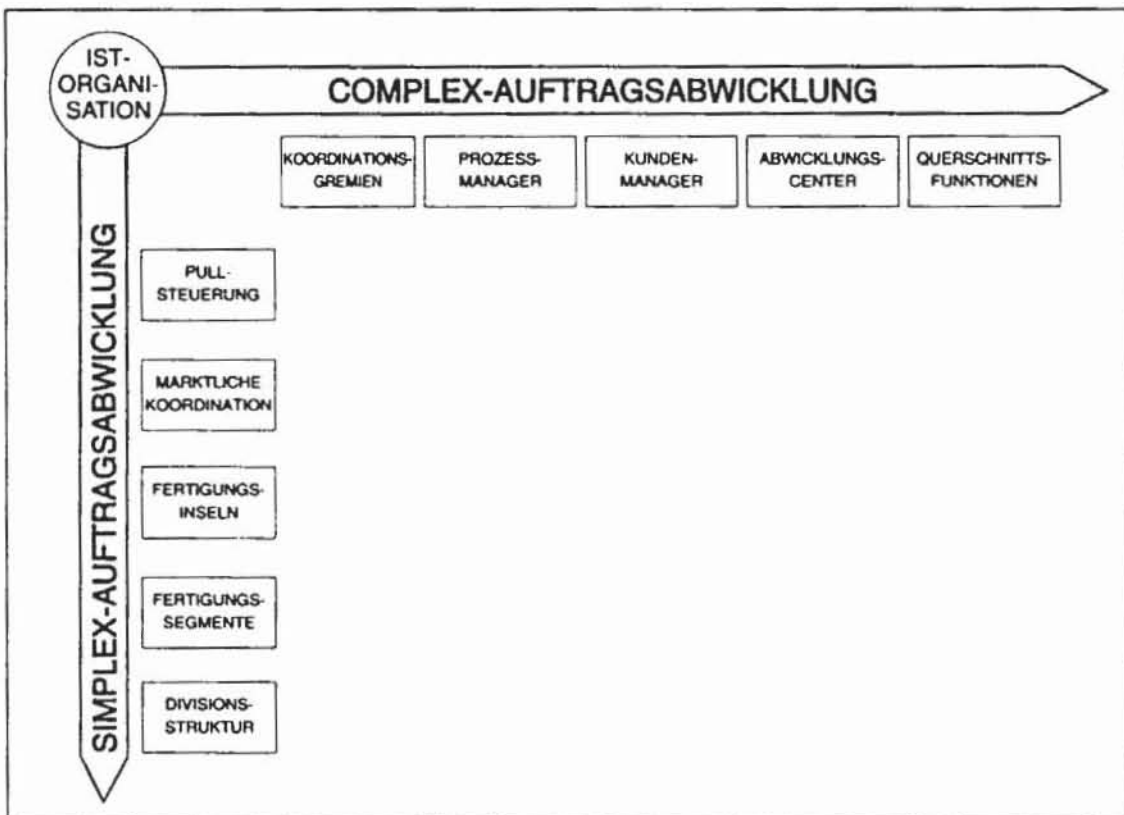 IST-
ORGANI-
SATION
COMPLEX-AUFTRAGSABWICKLUNG
KOORDINATIONS-
GREMIEN
PROZESS-
MANAGER
KUNDEN-
MANAGER
ABWICKLUNGS-
CENTER
QUERSCHNITTS-
FUNKTIONEN
SIMPLEX-AUFTRAGSABWICKLUNG
PULL-
STEUERUNG
MARKTLICHE
KOORDINATION
FERTIGUNGS-
INSELN
FERTIGUNGS-
SEGMENTE
DIVISIONS-
STRUKTUR